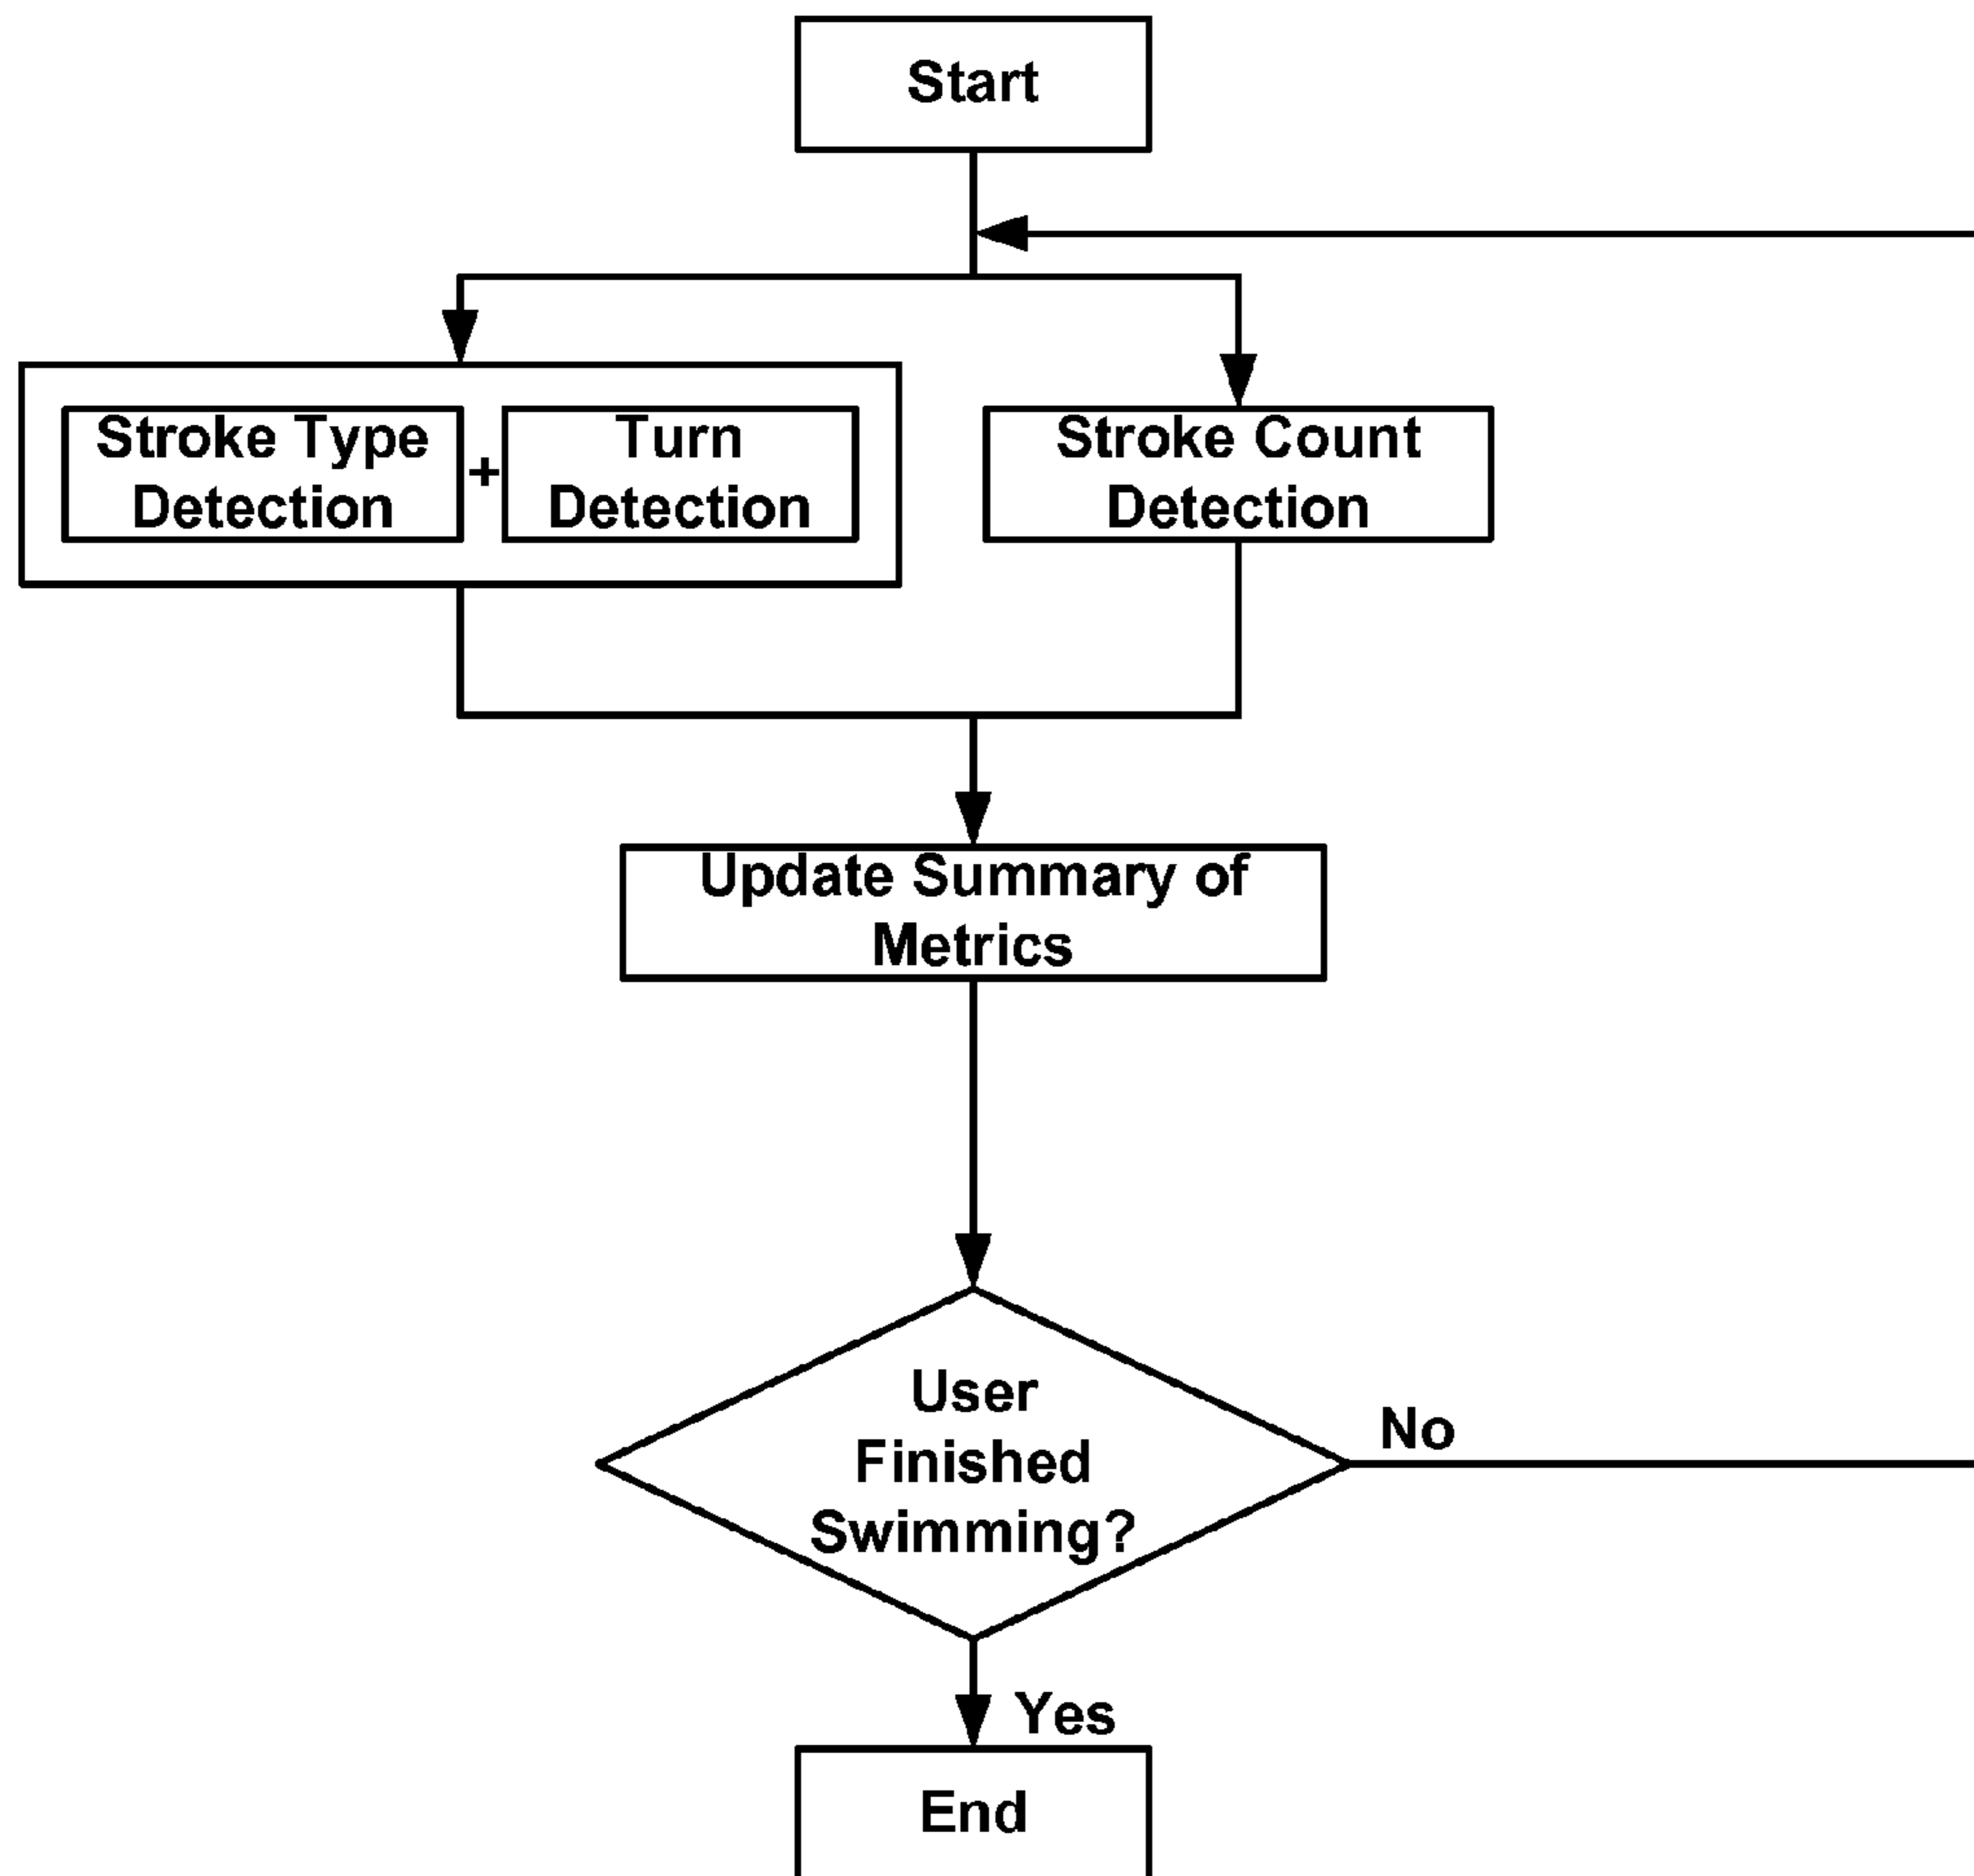 Start
Stroke Type
Detection
+
Turn
Detection
Stroke Count
Detection
Update Summary of
Metrics
User
Finished
Swimming?
No
Yes
End